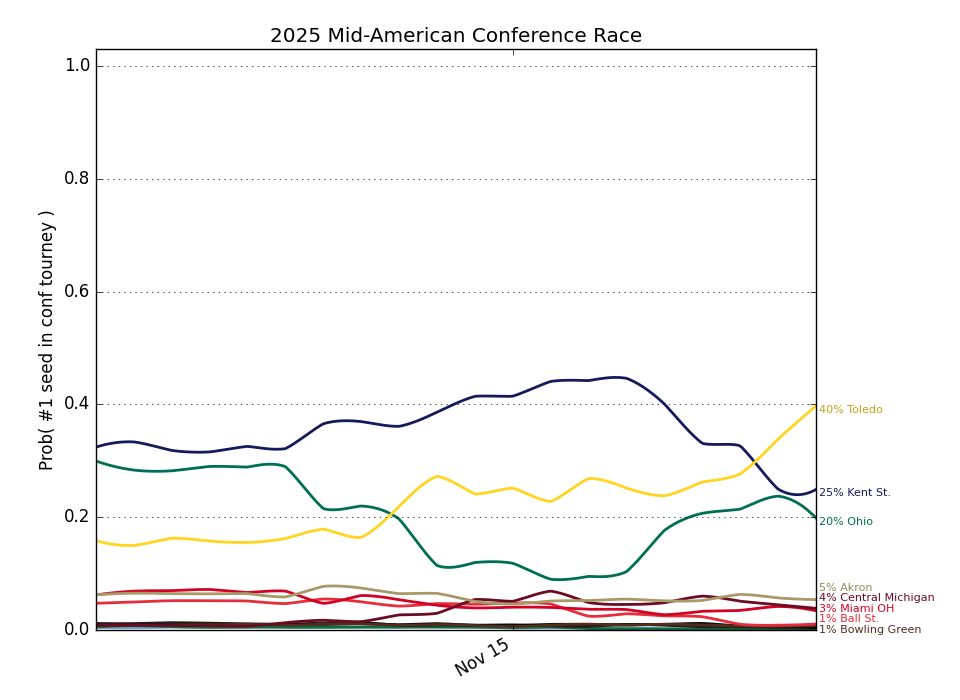 2025 Mid-American Conference Race
Prob( #1 seed in conf tourney )
1.0
0.8
0.6
0.4
0.2
0.0
Nov 15
40% Toledo
25% Kent St.
20% Ohio
5% Akron
4% Central Michigan
3% Miami OH
1% Ball St.
1% Bowling Green